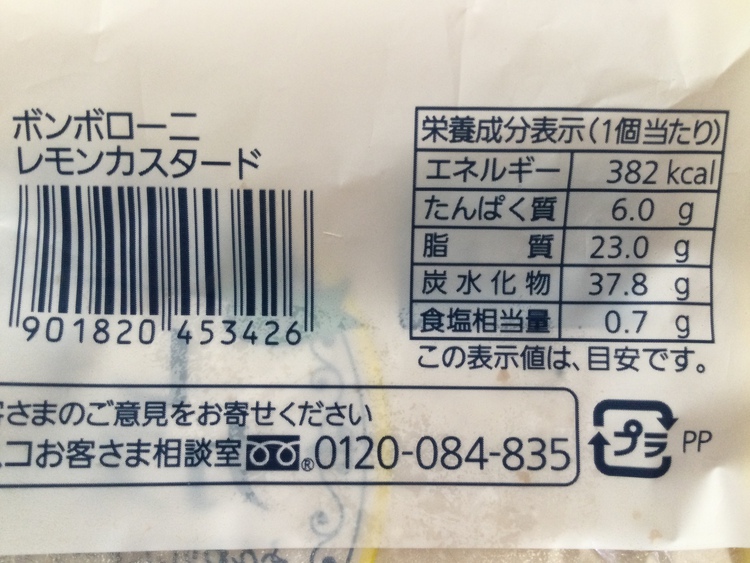 ボンボローニ
レモンカスタード
901820 453426
栄養成分表示(1個当たり)
エネルギー 382 kcal
たんぱく質 6.0 g
脂質 23.0 g
炭水化物 37.8 g
食塩相当量 0.7 g
この表示値は、目安です。
客さまのご意見をお寄せください
スコお客さま相談室 ®0120-084-835
プラ PP